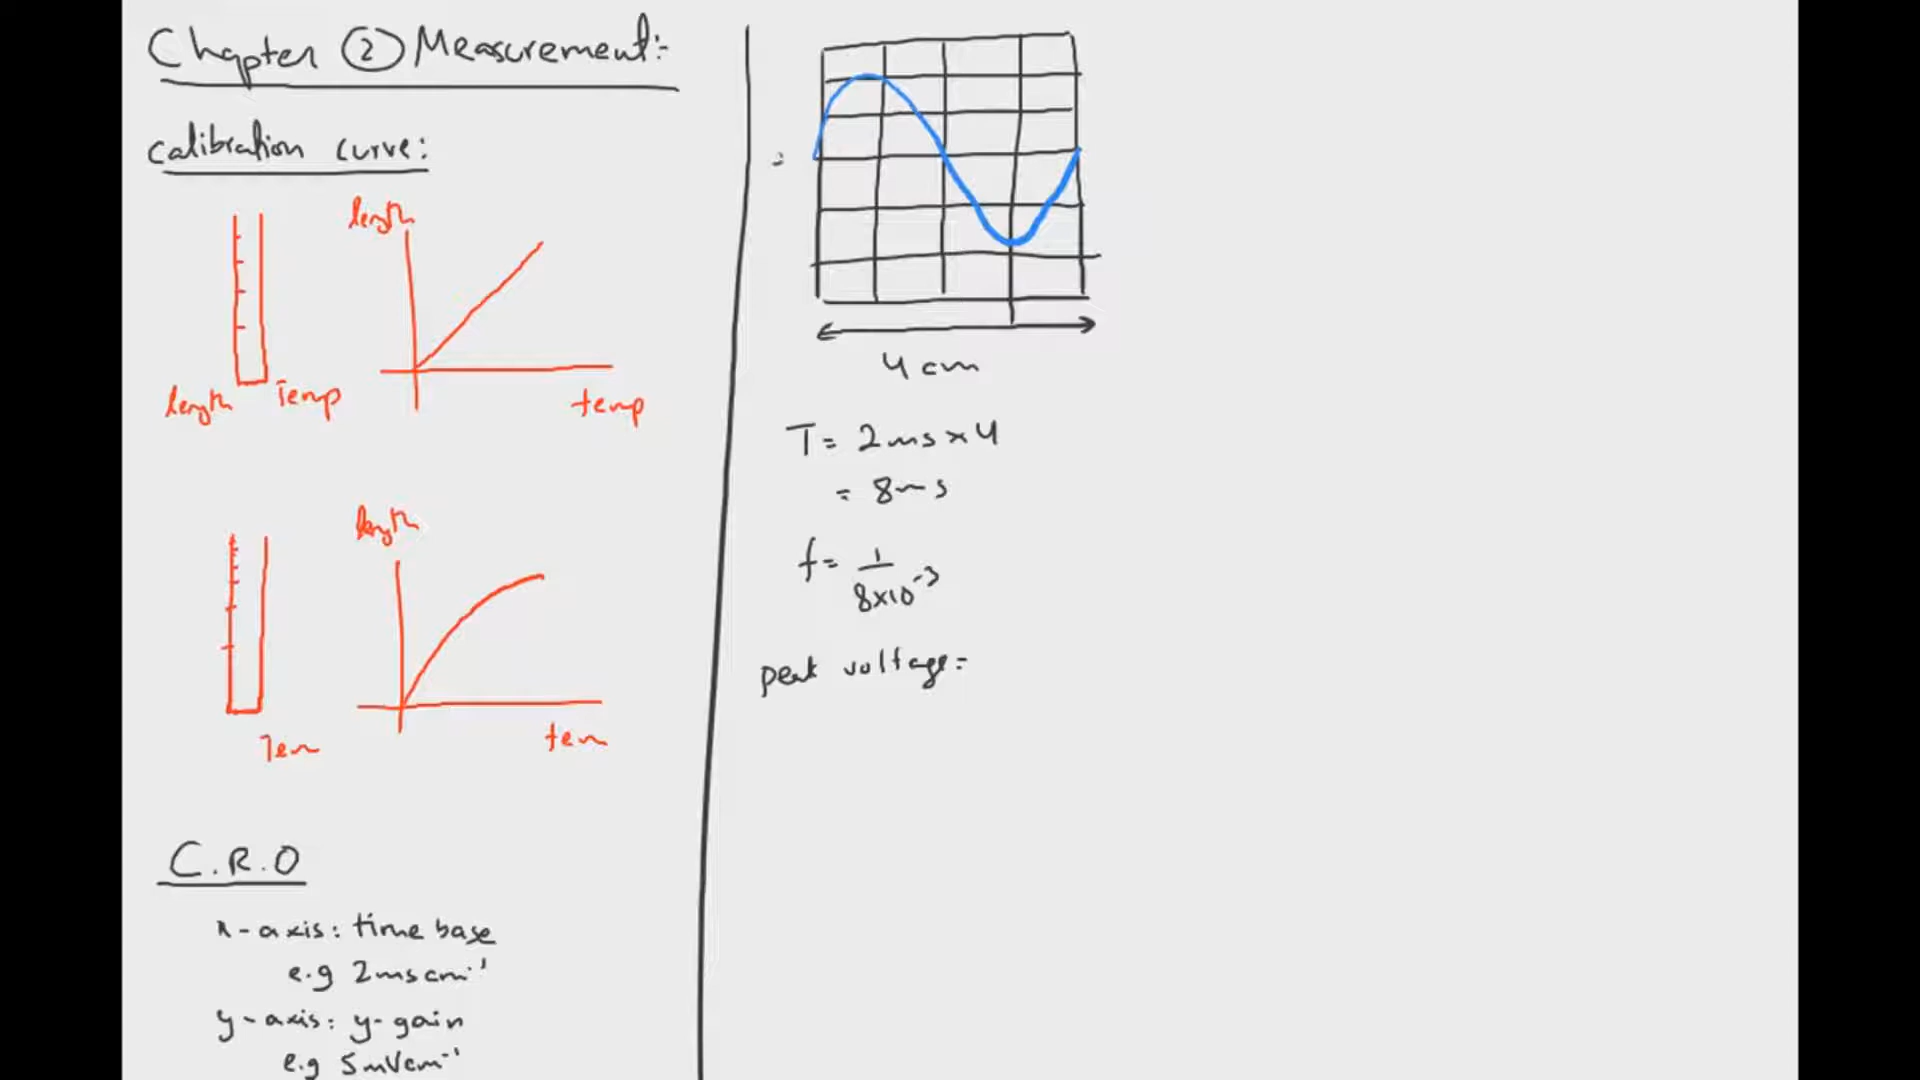 Chapter ② Measurement:-
calibration curve:
length
length Temp
temp
length
Tem
tem
C.R.O
x-axis: time base
e.g 2mscm⁻¹
y-axis: y-gain
e.g 5mVcm⁻¹
4 cm
T = 2ms×4
= 8ms
f = 1/8×10⁻³
peak voltage =